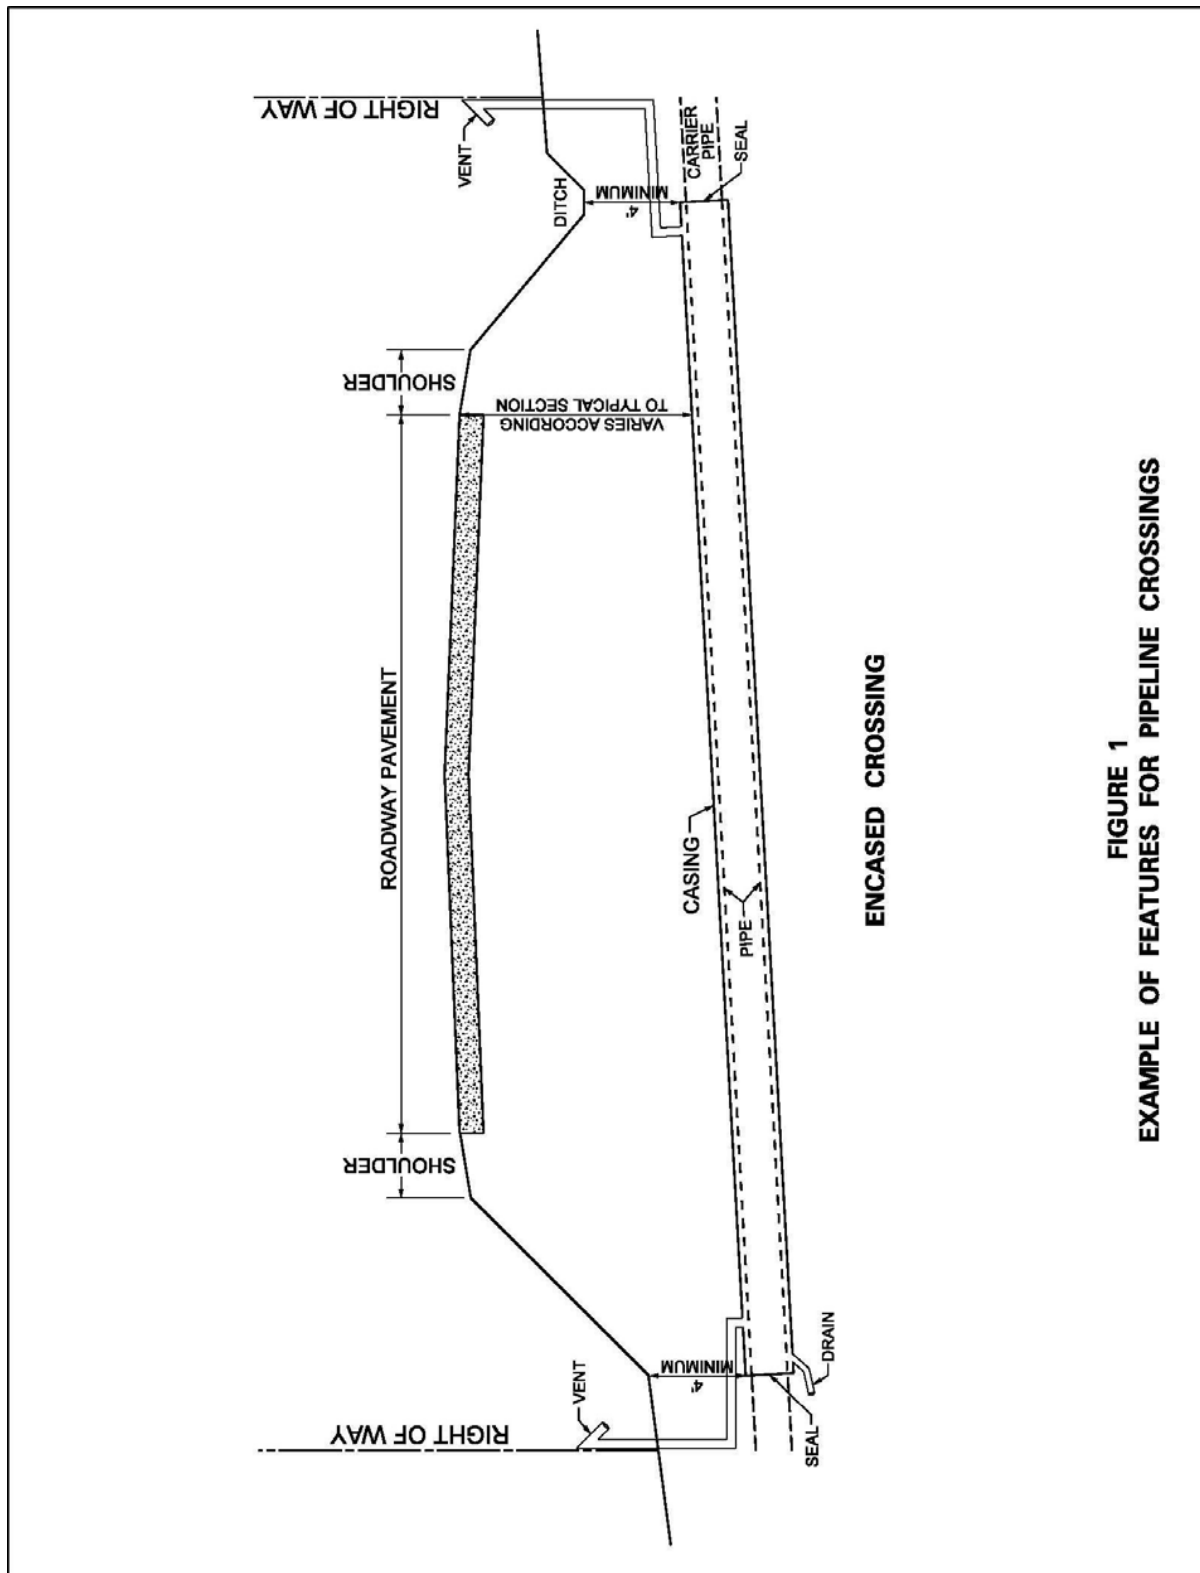 RIGHT OF WAY
VENT
4'
MINIMUM
SEAL
DRAIN
SHOULDER
ROADWAY PAVEMENT
CASING
PIPE
SHOULDER
VARIES ACCORDING
TO TYPICAL SECTION
DITCH
4'
MINIMUM
VENT
RIGHT OF WAY
CARRIER
PIPE
SEAL
ENCASED CROSSING
FIGURE 1
EXAMPLE OF FEATURES FOR PIPELINE CROSSINGS